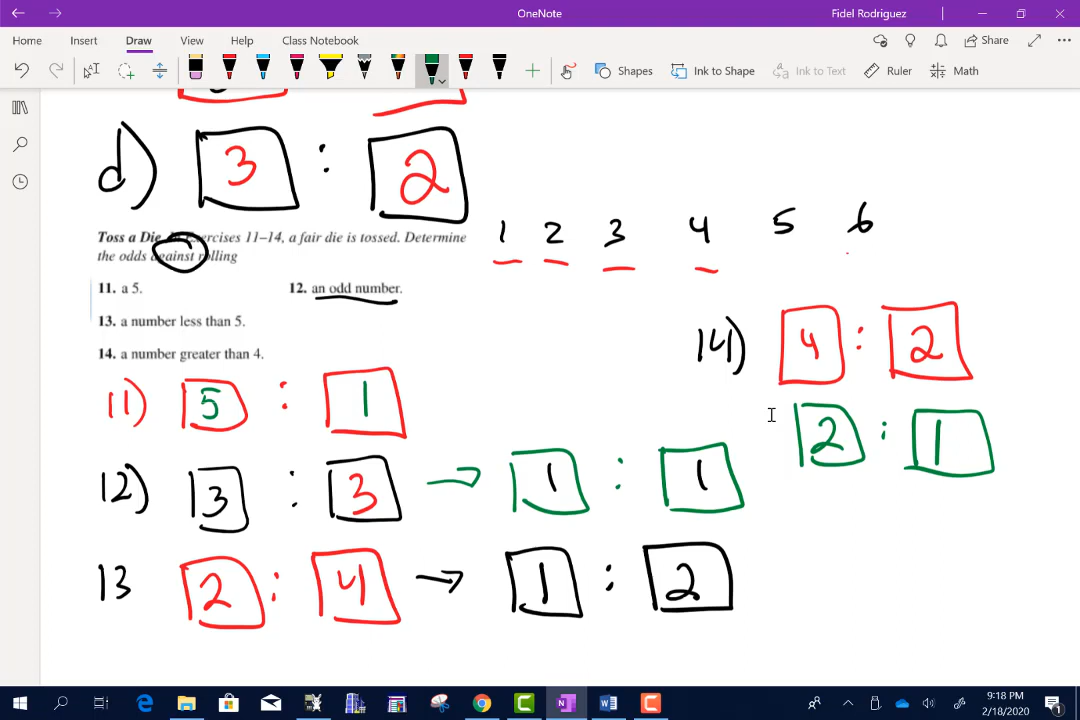 OneNote
Fidel Rodriguez
Home Insert Draw View Help Class Notebook
Share
Shapes Ink to Shape Ink to Text Ruler Math
d) 3 : 2
Toss a Die ercises 11–14, a fair die is tossed. Determine
the odds against rolling
1 2 3 4 5 6
11. a 5. 12. an odd number.
13. a number less than 5.
14. a number greater than 4.
14) 4 : 2
2 : 1
11) 5 : 1
12) 3 : 3 → 1 : 1
13 2 : 4 → 1 : 2
9:18 PM
2/18/2020